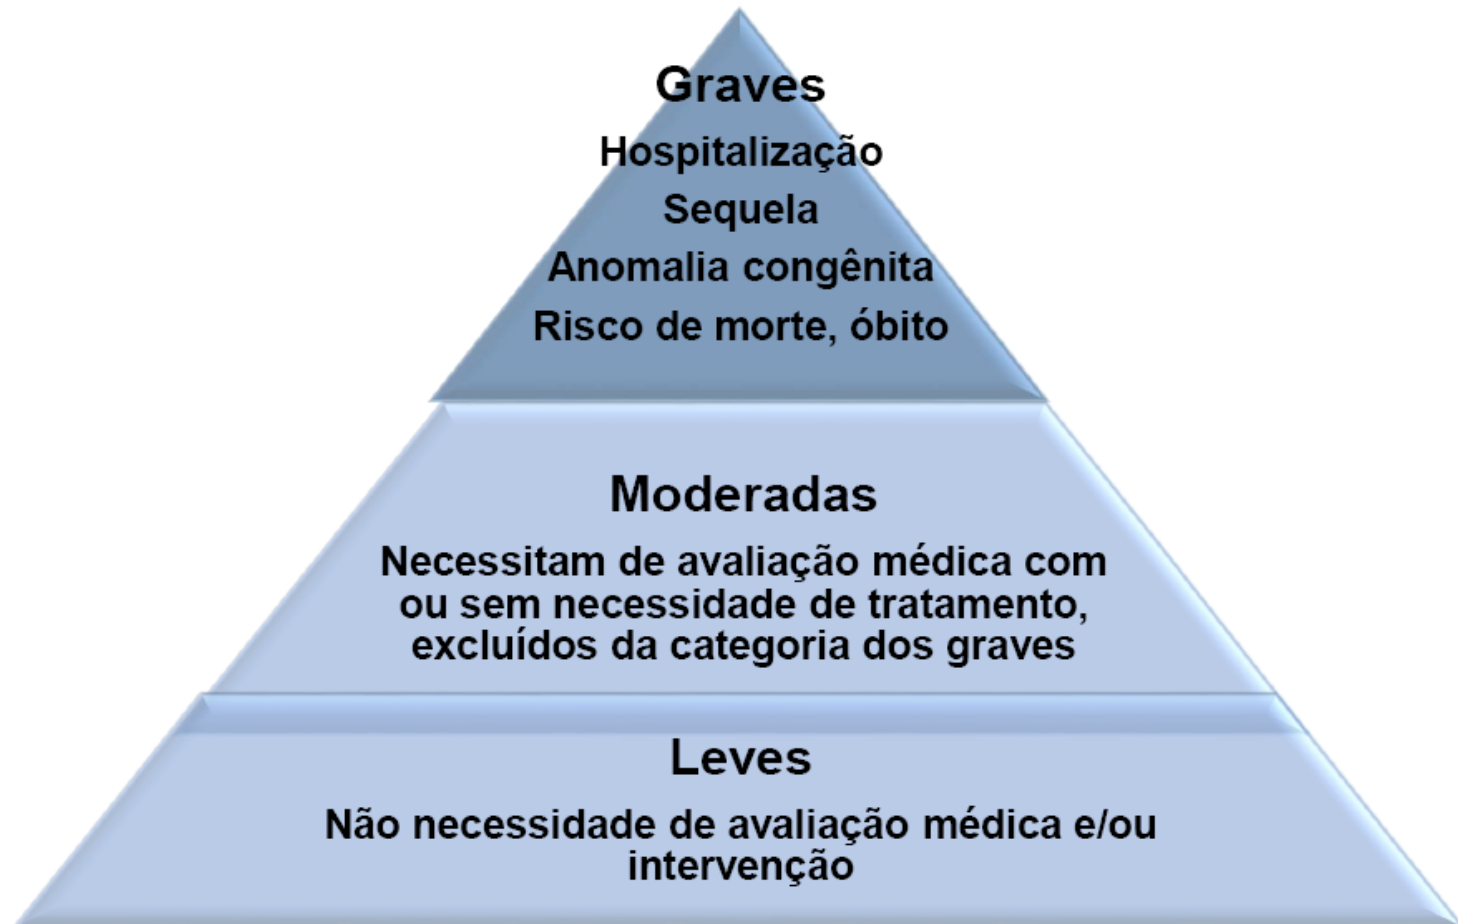 Graves
Hospitalização
Sequela
Anomalia congênita
Risco de morte, óbito
Moderadas
Necessitam de avaliação médica com
ou sem necessidade de tratamento,
excluídos da categoria dos graves
Leves
Não necessidade de avaliação médica e/ou
intervenção